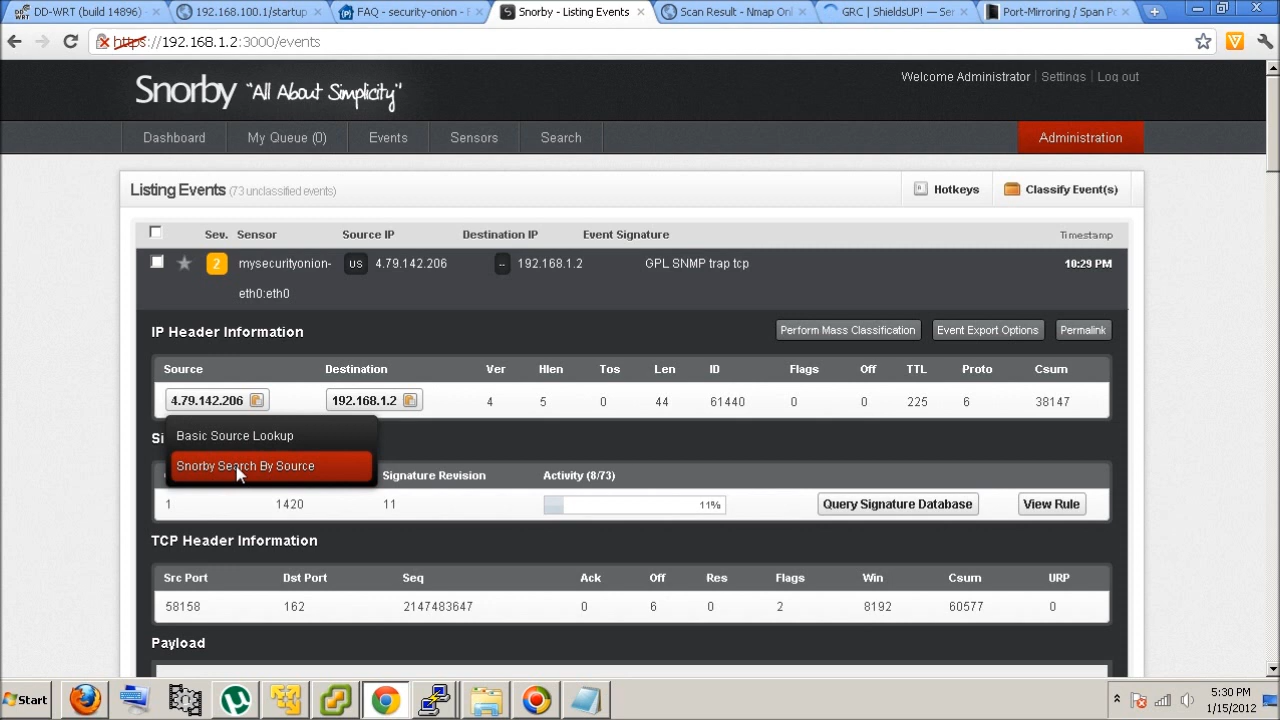 DD-WRT (build 14896)
192.168.100.1/startup
FAQ - security-onion - F
Snorby - Listing Events
Scan Result - Nmap Onl
GRC | ShieldsUP! — Ser
Port-Mirroring / Span Po
https://192.168.1.2:3000/events
Snorby "All About Simplicity"
Welcome Administrator | Settings | Log out
Dashboard
My Queue (0)
Events
Sensors
Search
Administration
Listing Events (73 unclassified events)
Hotkeys
Classify Event(s)
Sev. Sensor Source IP Destination IP Event Signature Timestamp
2 mysecurityonion- US 4.79.142.206 -- 192.168.1.2 GPL SNMP trap tcp 10:29 PM
eth0:eth0
IP Header Information
Perform Mass Classification
Event Export Options
Permalink
Source Destination Ver Hlen Tos Len ID Flags Off TTL Proto Csum
4.79.142.206 192.168.1.2 4 5 0 44 61440 0 0 225 6 38147
Basic Source Lookup
Si
Snorby Search By Source
Signature Revision Activity (8/73)
1 1420 11 11% Query Signature Database View Rule
TCP Header Information
Src Port Dst Port Seq Ack Off Res Flags Win Csum URP
58158 162 2147483647 0 6 0 2 8192 60577 0
Payload
Start
5:30 PM
1/15/2012